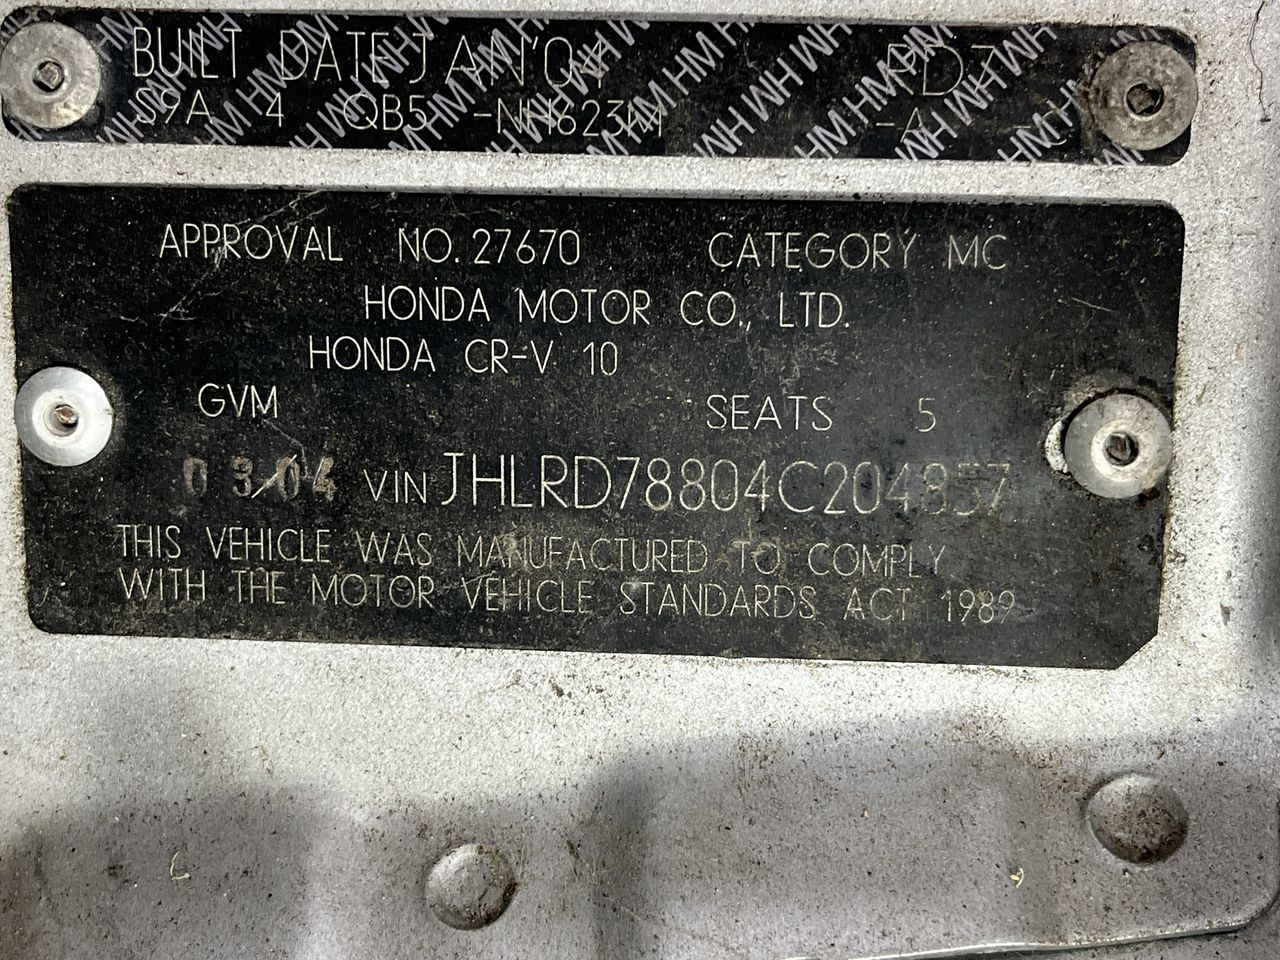 BUILT DATE JAN'04 RD7
S9A 4 QB5 -NH623M -A
APPROVAL NO. 27670 CATEGORY MC
HONDA MOTOR CO., LTD.
HONDA CR-V 10
GVM SEATS 5
03/04 VIN JHLRD78804C204857
THIS VEHICLE WAS MANUFACTURED TO COMPLY
WITH THE MOTOR VEHICLE STANDARDS ACT 1989